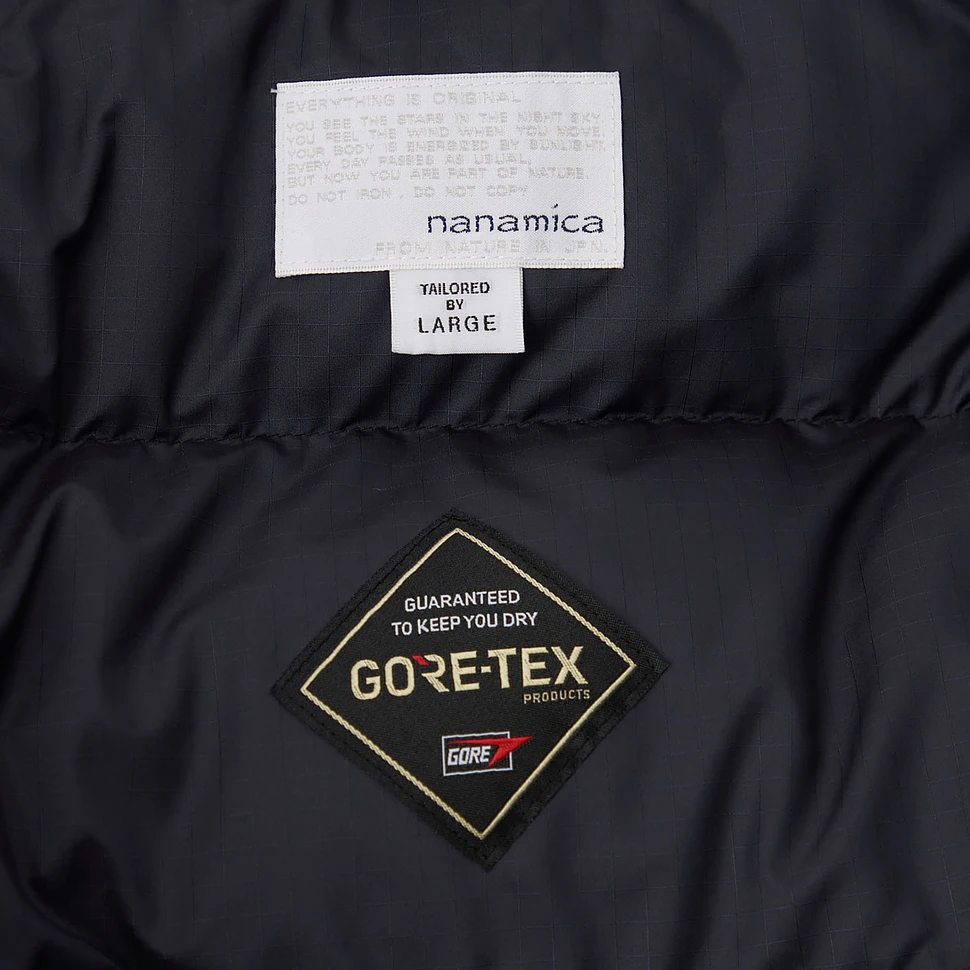 EVERYTHING IS ORIGINAL
YOU SEE THE STARS IN THE NIGHT SKY,
YOU FEEL THE WIND WHEN YOU MOVE,
YOUR BODY IS ENERGIZED BY SUNLIGHT,
EVERY DAY PASSES AS USUAL,
BUT NOW YOU ARE PART OF NATURE.
DO NOT IRON, DO NOT COPY
nanamica
FROM NATURE IN JPN.
TAILORED
BY
LARGE
GUARANTEED
TO KEEP YOU DRY
GORE-TEX
PRODUCTS
GORE